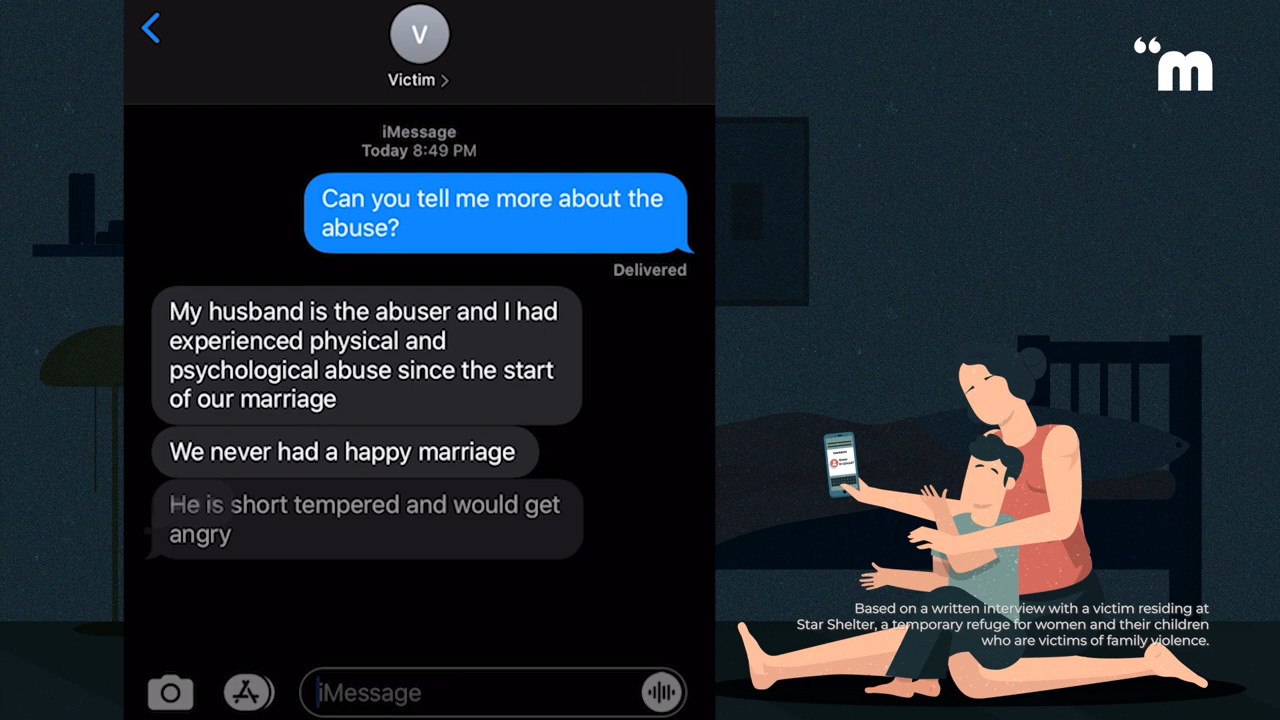 “m
V
Victim >
iMessage
Today 8:49 PM
Can you tell me more about the
abuse?
Delivered
My husband is the abuser and I had
experienced physical and
psychological abuse since the start
of our marriage
We never had a happy marriage
He is short tempered and would get
angry
iMessage
Based on a written interview with a victim residing at
Star Shelter, a temporary refuge for women and their children
who are victims of family violence.